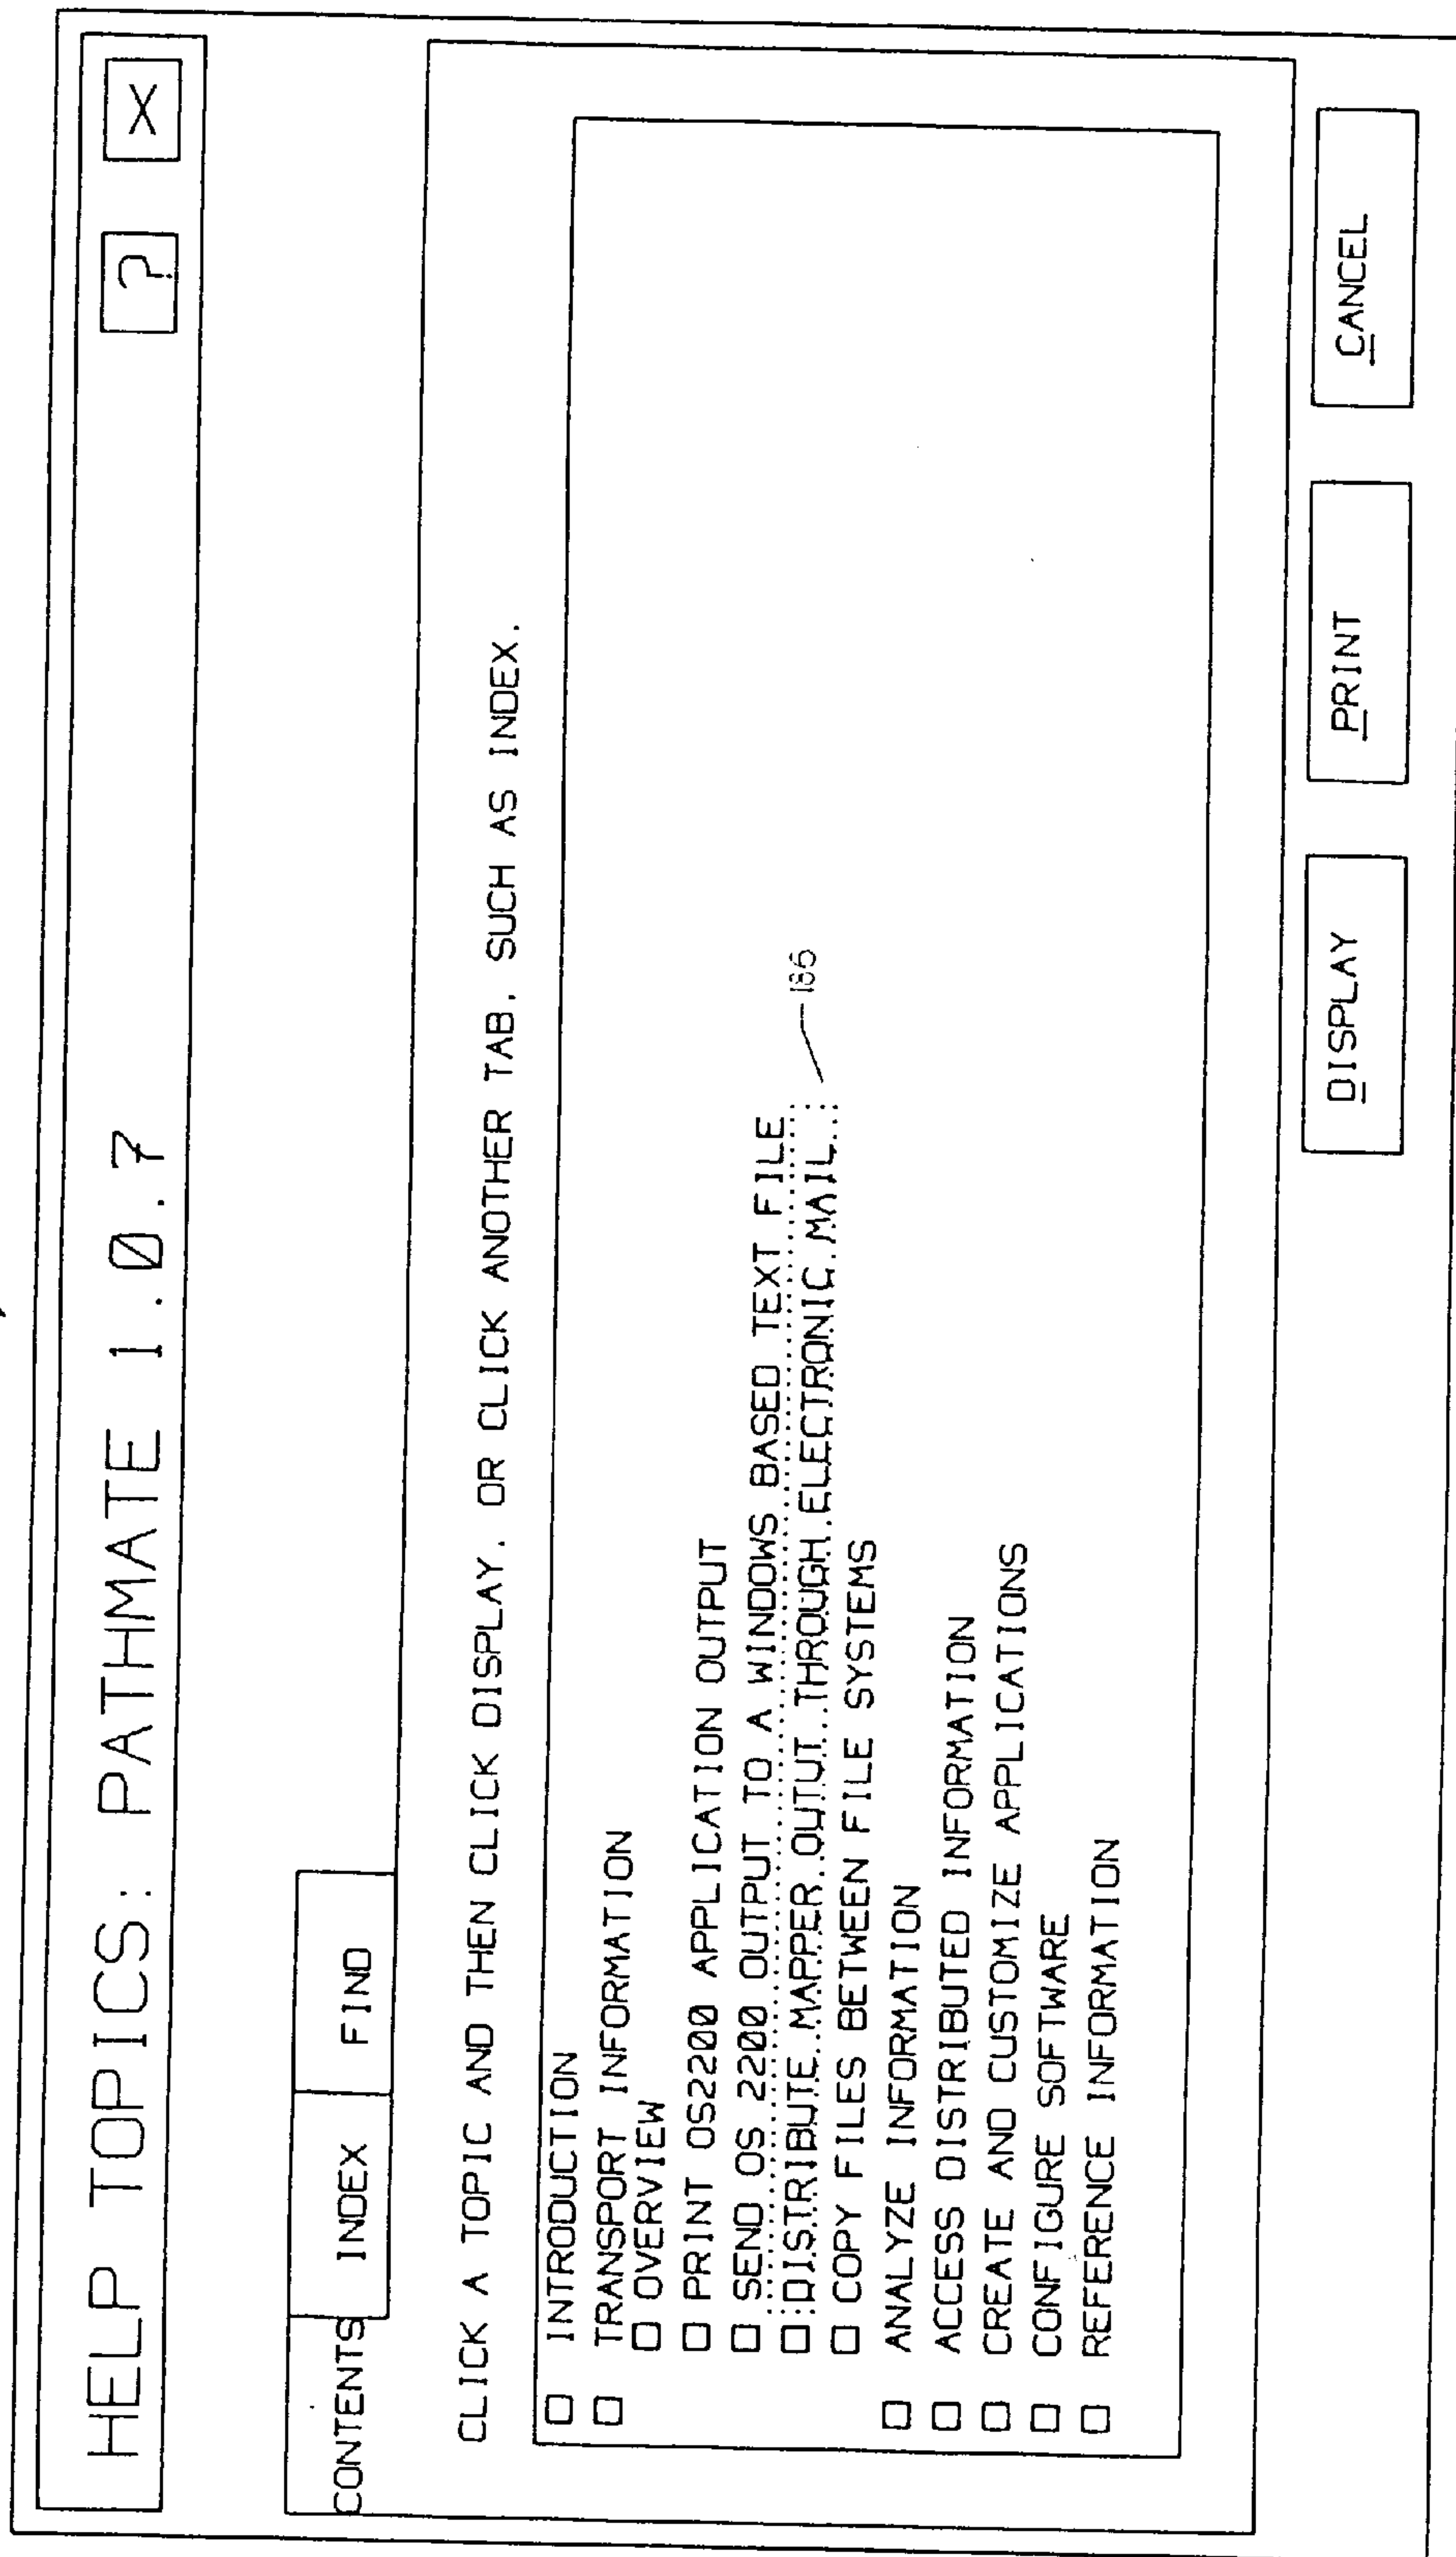 HELP TOPICS: PATHMATE 1.0.7
? X
CONTENTS INDEX FIND
CLICK A TOPIC AND THEN CLICK DISPLAY. OR CLICK ANOTHER TAB. SUCH AS INDEX.
INTRODUCTION
TRANSPORT INFORMATION
OVERVIEW
PRINT OS2200 APPLICATION OUTPUT
SEND OS 2200 OUTPUT TO A WINDOWS BASED TEXT FILE
DISTRIBUTE MAPPER OUTUT THROUGH ELECTRONIC MAIL
186
COPY FILES BETWEEN FILE SYSTEMS
ANALYZE INFORMATION
ACCESS DISTRIBUTED INFORMATION
CREATE AND CUSTOMIZE APPLICATIONS
CONFIGURE SOFTWARE
REFERENCE INFORMATION
DISPLAY PRINT CANCEL